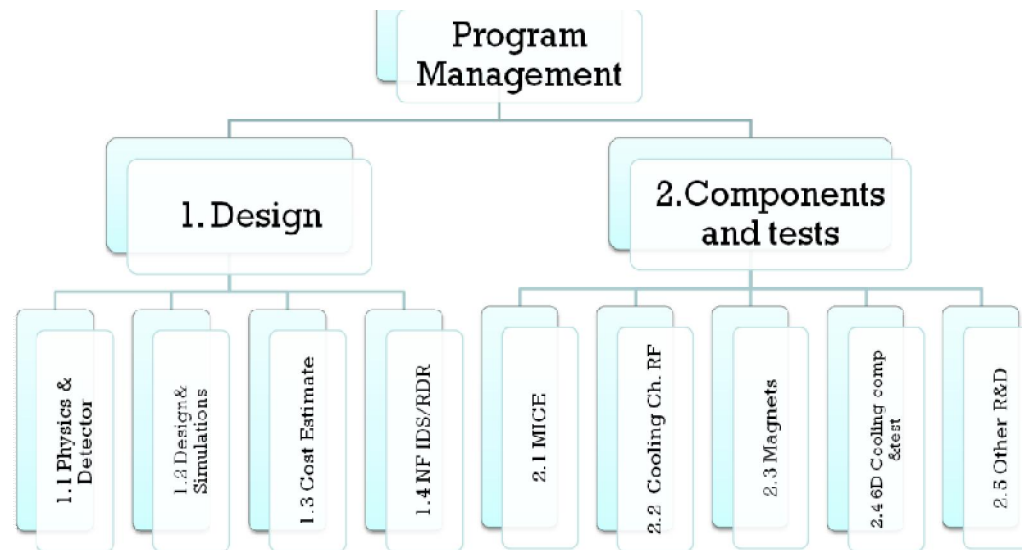 Program
Management
1. Design
2.Components
and tests
1.1 Physics &
Detector
1.2 Design &
Simulations
1.3 Cost Estimate
1.4 NF IDS/RDR
2.1 MICE
2.2 Cooling Ch. RF
2.3 Magnets
2.4 6D Cooling comp
&test
2.5 Other R&D